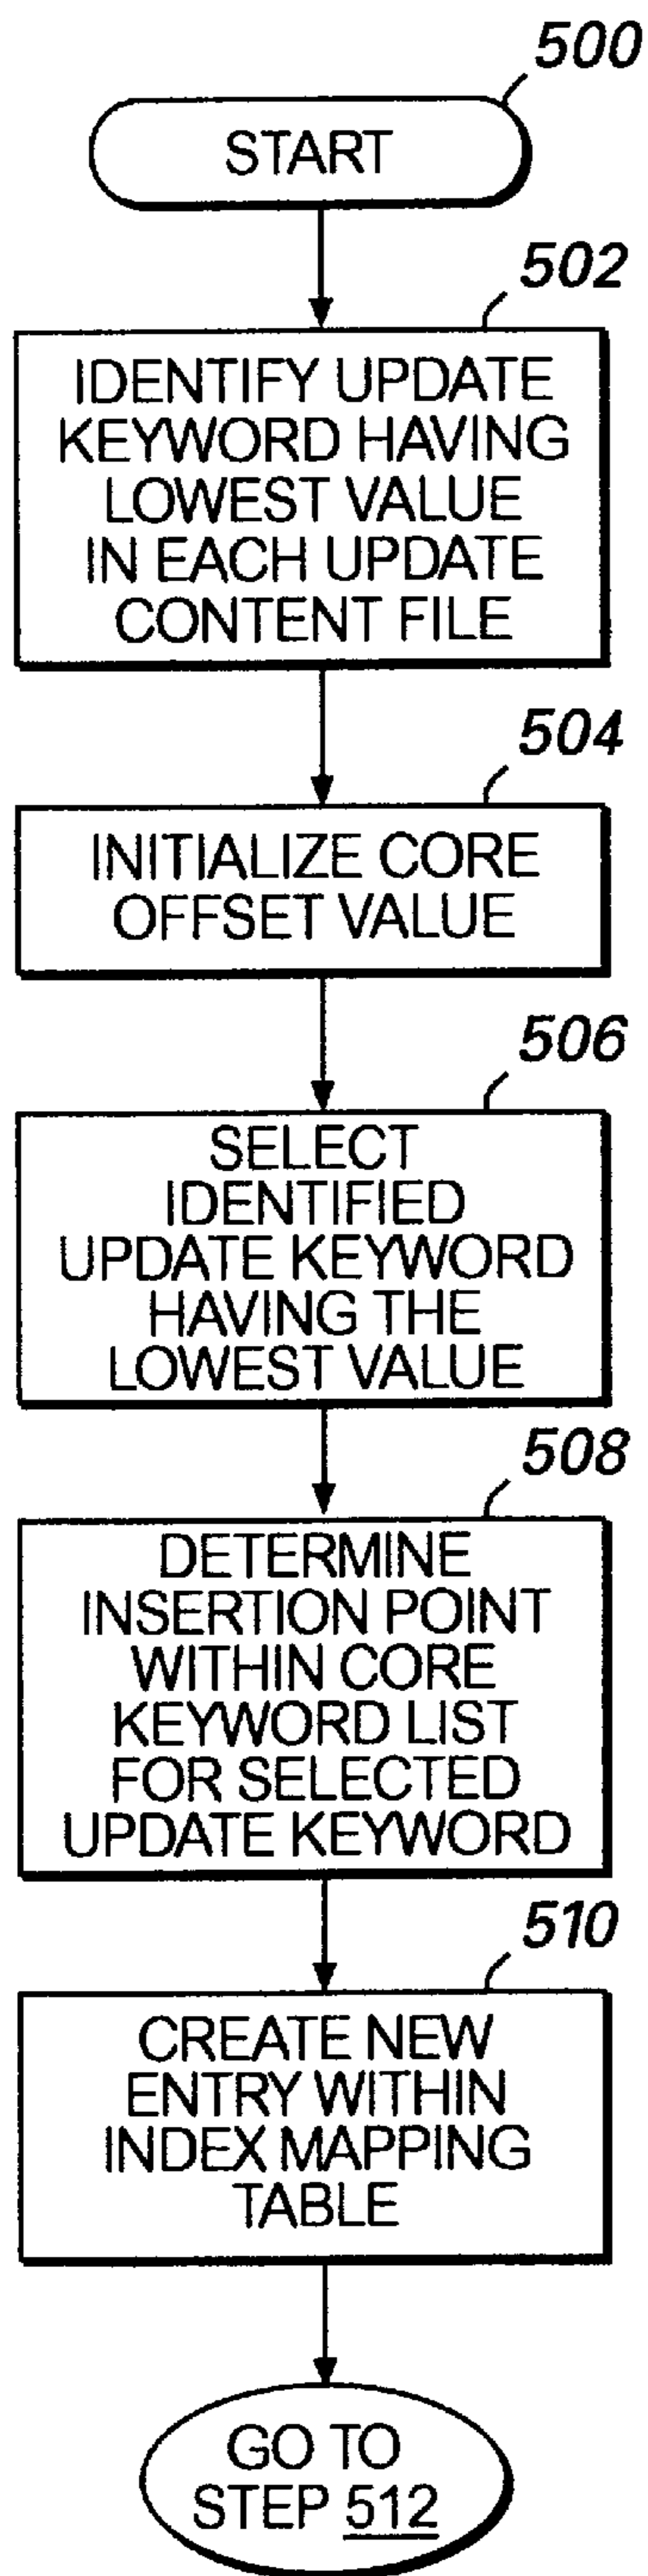 500
START
502
IDENTIFY UPDATE
KEYWORD HAVING
LOWEST VALUE
IN EACH UPDATE
CONTENT FILE
504
INITIALIZE CORE
OFFSET VALUE
506
SELECT
IDENTIFIED
UPDATE KEYWORD
HAVING THE
LOWEST VALUE
508
DETERMINE
INSERTION POINT
WITHIN CORE
KEYWORD LIST
FOR SELECTED
UPDATE KEYWORD
510
CREATE NEW
ENTRY WITHIN
INDEX MAPPING
TABLE
GO TO
STEP 512